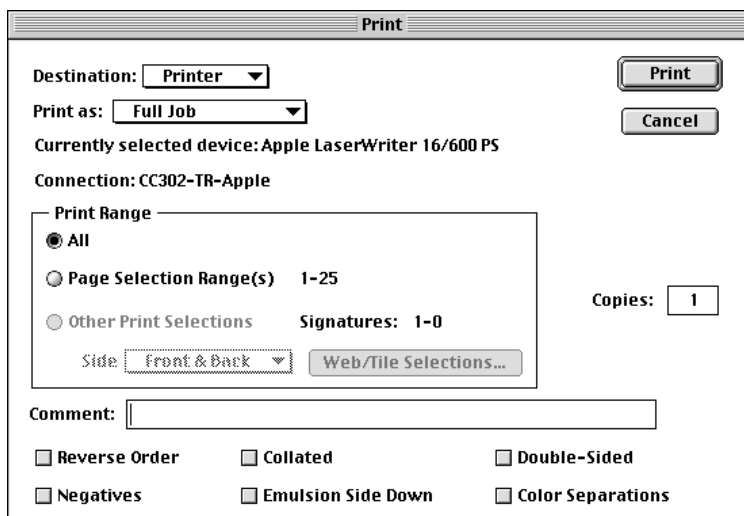 Print
Destination: Printer
Print
Print as: Full Job
Cancel
Currently selected device: Apple LaserWriter 16/600 PS
Connection: CC302-TR-Apple
Print Range
All
Page Selection Range(s) 1-25
Copies: 1
Other Print Selections Signatures: 1-0
Side Front & Back Web/Tile Selections...
Comment:
Reverse Order Collated Double-Sided
Negatives Emulsion Side Down Color Separations